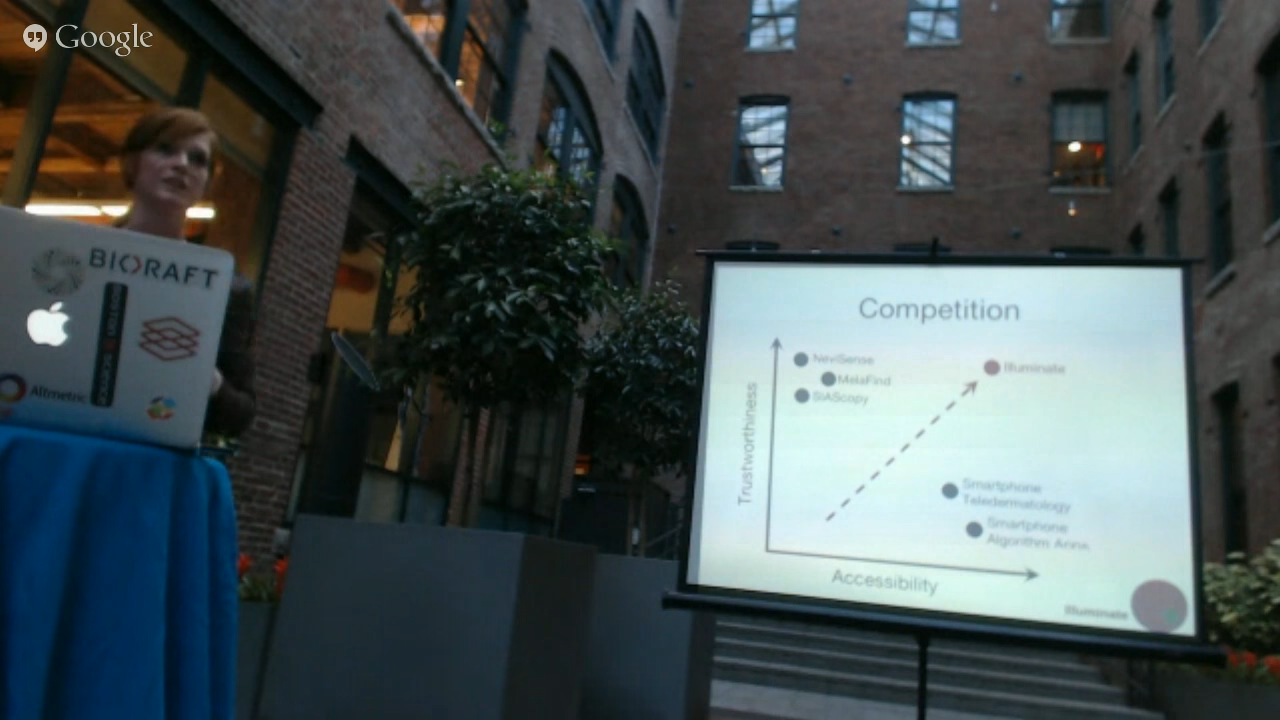 Google
BIORAFT
Altmetric
Competition
NeviSense
MelaFind
SIAScopy
Illuminate
Trustworthiness
Smartphone
Teledermatology
Smartphone
Algorithm Apps
Accessibility
Illuminate